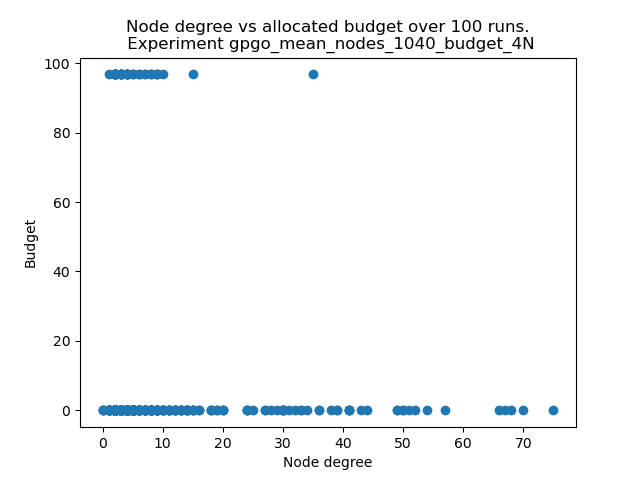 Node degree vs allocated budget over 100 runs.
Experiment gpgo_mean_nodes_1040_budget_4N
100
80
60
40
20
0
Budget
0 10 20 30 40 50 60 70
Node degree